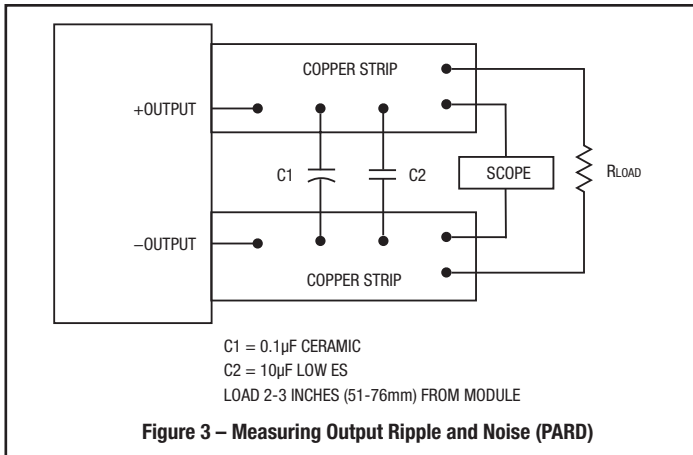 COPPER STRIP
+OUTPUT
C1
C2
SCOPE
RLOAD
−OUTPUT
COPPER STRIP
C1 = 0.1µF CERAMIC
C2 = 10µF LOW ES
LOAD 2-3 INCHES (51-76mm) FROM MODULE
Figure 3 – Measuring Output Ripple and Noise (PARD)